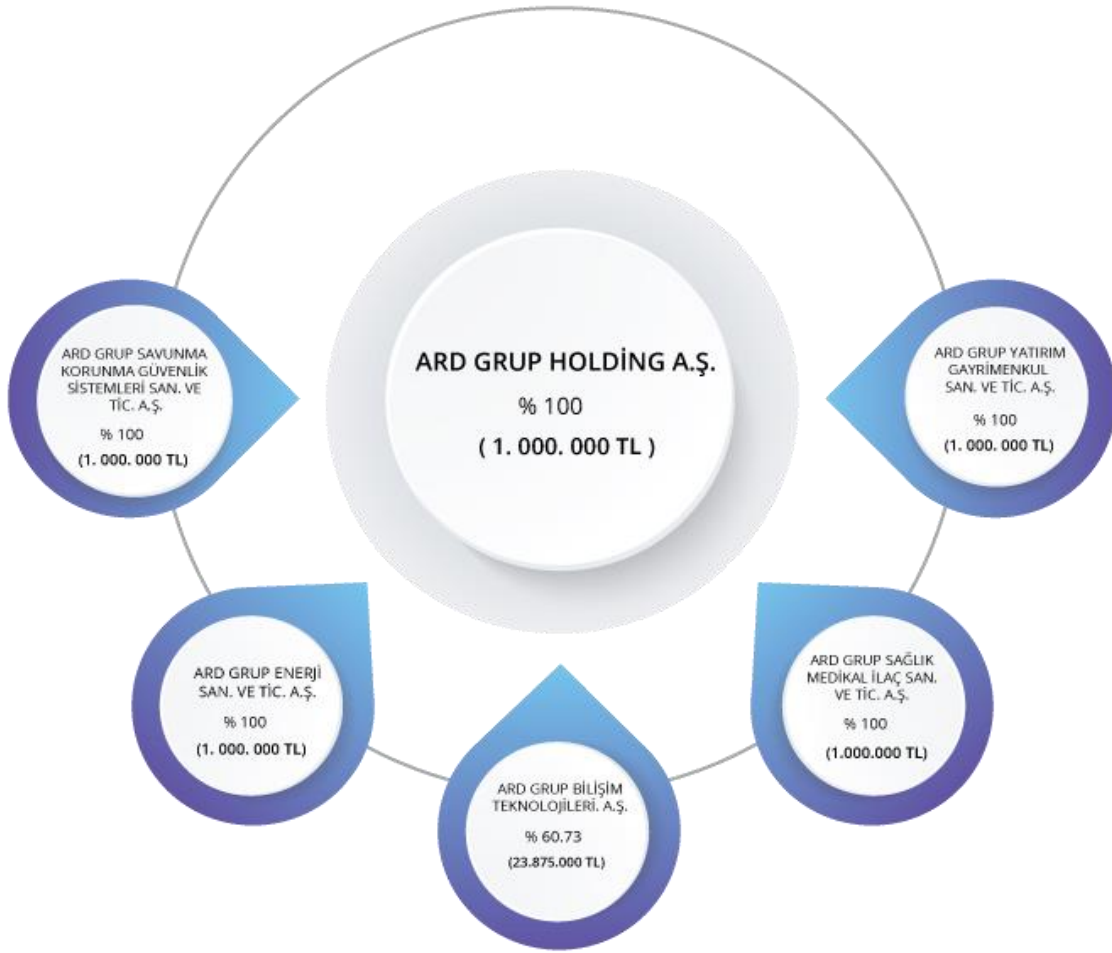 ARD GRUP HOLDİNG A.Ş.
% 100
( 1. 000. 000 TL )
ARD GRUP SAVUNMA
KORUNMA GÜVENLİK
SİSTEMLERİ SAN. VE
TİC. A.Ş.
% 100
(1. 000. 000 TL)
ARD GRUP YATIRIM
GAYRİMENKUL
SAN. VE TİC. A.Ş.
% 100
(1. 000. 000 TL)
ARD GRUP ENERJİ
SAN. VE TİC. A.Ş.
% 100
(1. 000. 000 TL)
ARD GRUP SAĞLIK
MEDİKAL İLAÇ SAN.
VE TİC. A.Ş.
% 100
(1.000.000 TL)
ARD GRUP BİLİŞİM
TEKNOLOJİLERİ. A.Ş.
% 60.73
(23.875.000 TL)